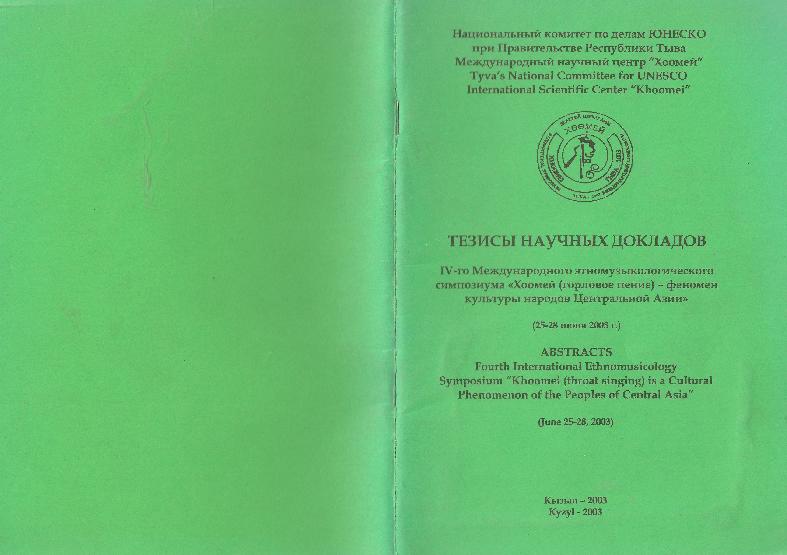 Национальный комитет по делам ЮНЕСКО
при Правительстве Республики Тыва
Международный научный центр "Хоомей"
Tyva's National Committee for UNESCO
International Scientific Center "Khoomei"
ХӨӨМЕЙ
ТЕЗИСЫ НАУЧНЫХ ДОКЛАДОВ
IV-го Международного этномузыкологического
симпозиума «Хоомей (горловое пение) – феномен
культуры народов Центральной Азии»
(25-28 июня 2003 г.)
ABSTRACTS
Fourth International Ethnomusicology
Symposium "Khoomei (throat singing) is a Cultural
Phenomenon of the Peoples of Central Asia"
(June 25-28, 2003)
Кызыл – 2003
Kyzyl - 2003